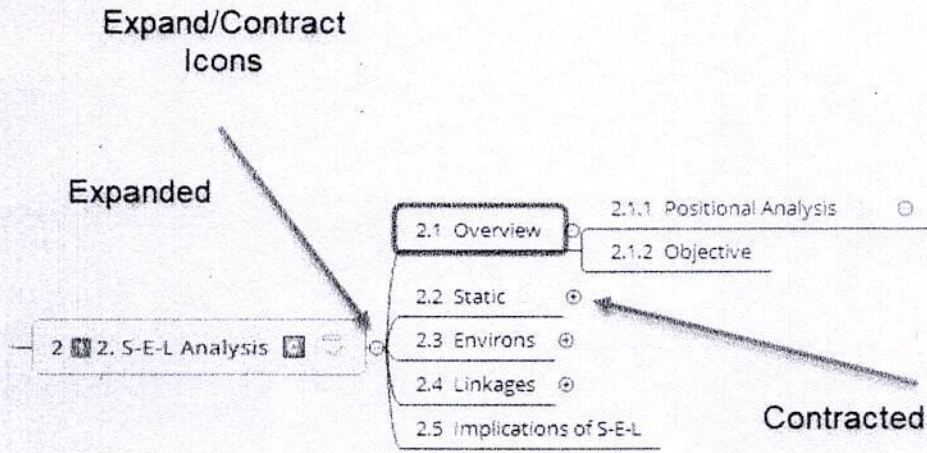 Expand/Contract
Icons
Expanded
2.1 Overview
2.1.1 Positional Analysis
2.1.2 Objective
2.2 Static
2 2. S-E-L Analysis
2.3 Environs
2.4 Linkages
Contracted
2.5 Implications of S-E-L